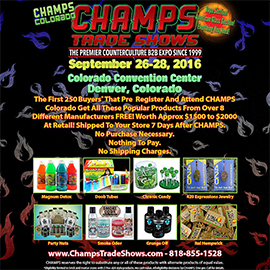 CHAMPS
COLORADO
CHAMPS
TRADE SHOWS
THE PREMIER COUNTERCULTURE B2B EXPO SINCE 1999
September 26-28, 2016
Colorado Convention Center
Denver, Colorado
The First 250 Buyers' That Pre Register And Attend CHAMPS
Colorado Get All These Popular Products From Over 8
Different Manufacturers FREE! Worth Approx $1500 to $2000
At Retail! Shipped To Your Store 7 Days After CHAMPS.
No Purchase Necessary.
Nothing To Pay.
No Shipping Charges.
Magnum Detox
Doob Tubes
Chronic Candy
420 Expressions Jewelry
Party Nuts
Smoke Odor
Grunge Off
Ital Hempwick
www.ChampsTradeShows.com - 818-855-1528